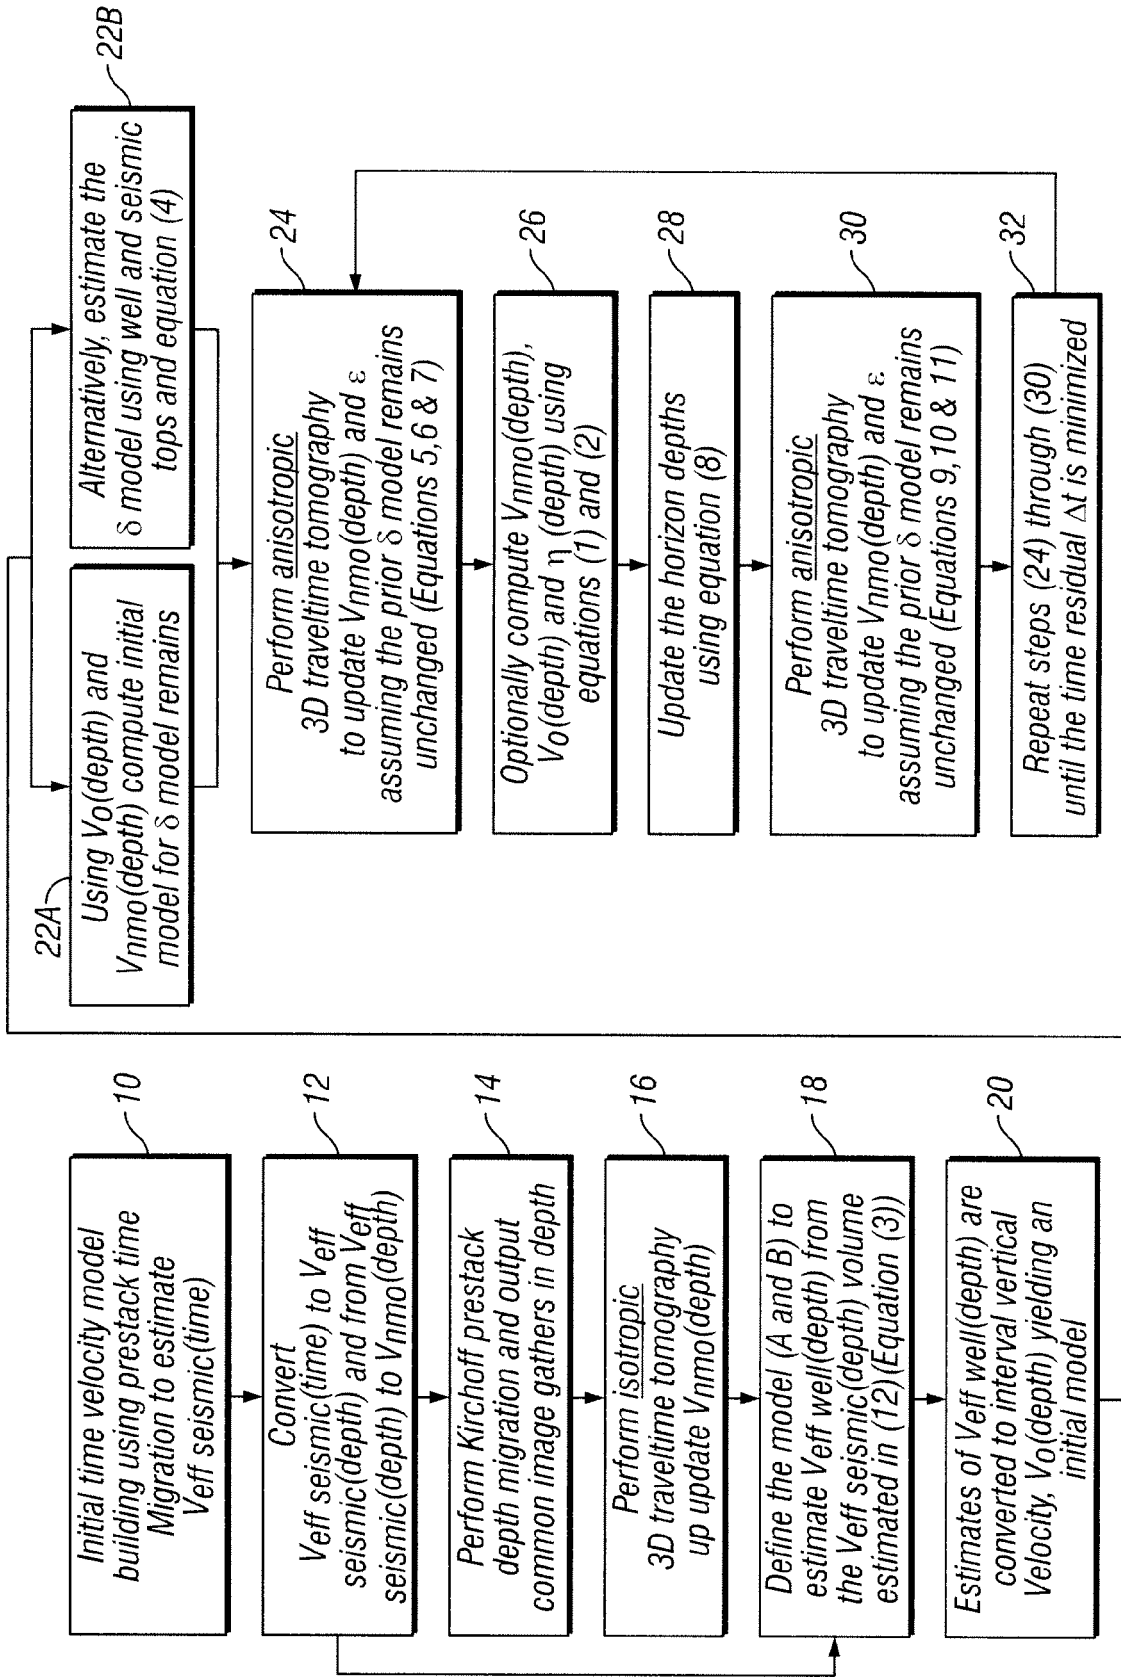 Initial time velocity model
building using prestack time
Migration to estimate
Veff seismic(time)
10
Convert
Veff seismic(time) to Veff
seismic(depth) and from Veff
seismic(depth) to Vnmo(depth)
12
Perform Kirchoff prestack
depth migration and output
common image gathers in depth
14
Perform isotropic
3D traveltime tomography
up update Vnmo(depth)
16
Define the model (A and B) to
estimate Veff well(depth) from
the Veff seismic(depth) volume
estimated in (12)(Equation (3))
18
Estimates of Veff well(depth) are
converted to interval vertical
Velocity, Vo(depth) yielding an
initial model
20
22A
Using Vo(depth) and
Vnmo(depth) compute initial
model for δ model remains
Alternatively, estimate the
δ model using well and seismic
tops and equation (4)
22B
Perform anisotropic
3D traveltime tomography
to update Vnmo(depth) and ε
assuming the prior δ model remains
unchanged (Equations 5,6 & 7)
24
Optionally compute Vnmo(depth),
Vo(depth) and η (depth) using
equations (1) and (2)
26
Update the horizon depths
using equation (8)
28
Perform anisotropic
3D traveltime tomography
to update Vnmo(depth) and ε.
assuming the prior δ model remains
unchanged (Equations 9,10 & 11)
30
Repeat steps (24) through (30)
until the time residual Δt is minimized
32